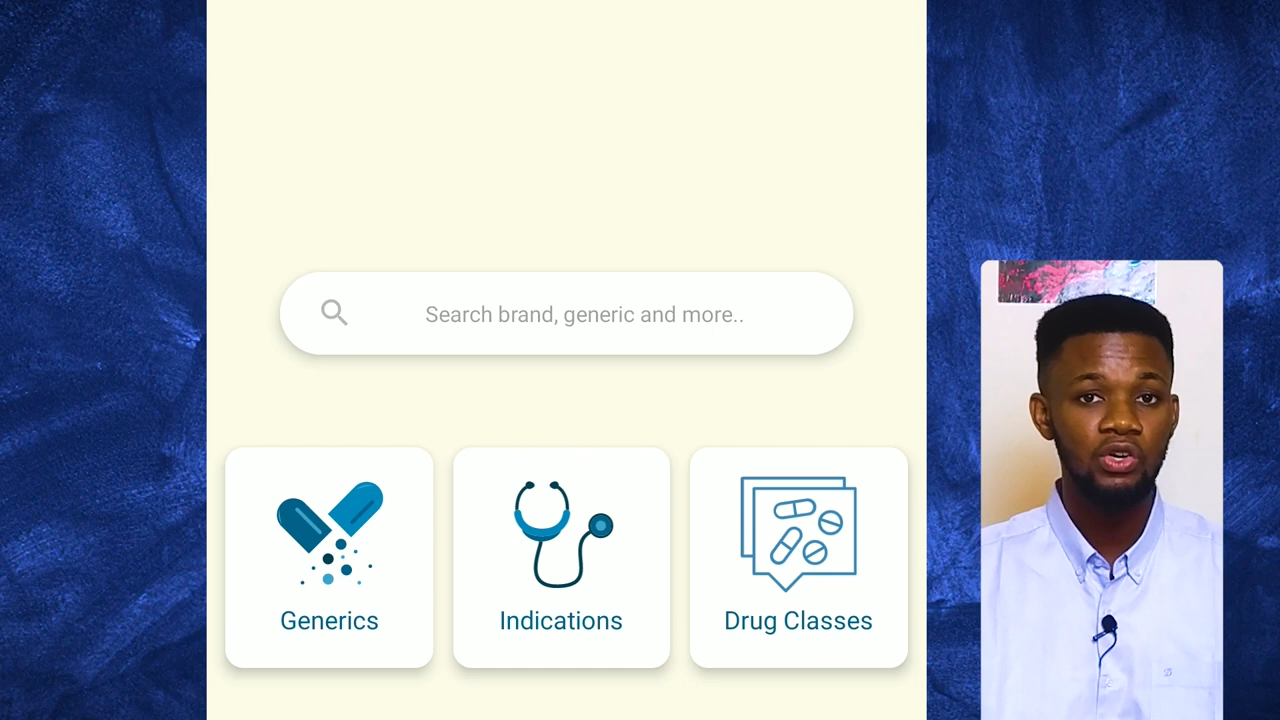 Search brand, generic and more..
Generics
Indications
Drug Classes